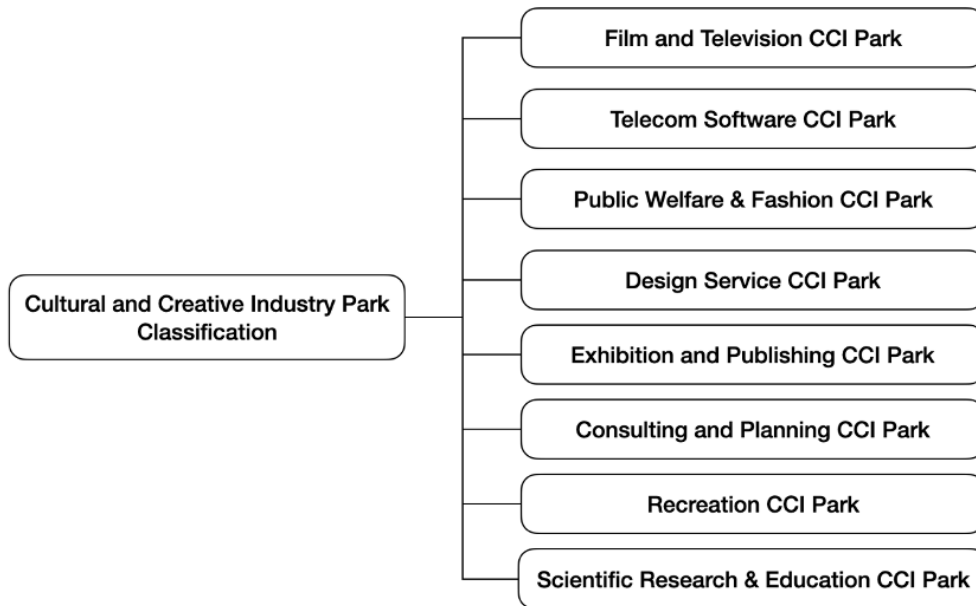 Film and Television CCI Park
Telecom Software CCI Park
Public Welfare & Fashion CCI Park
Design Service CCI Park
Cultural and Creative Industry Park
Classification
Exhibition and Publishing CCI Park
Consulting and Planning CCI Park
Recreation CCI Park
Scientific Research & Education CCI Park